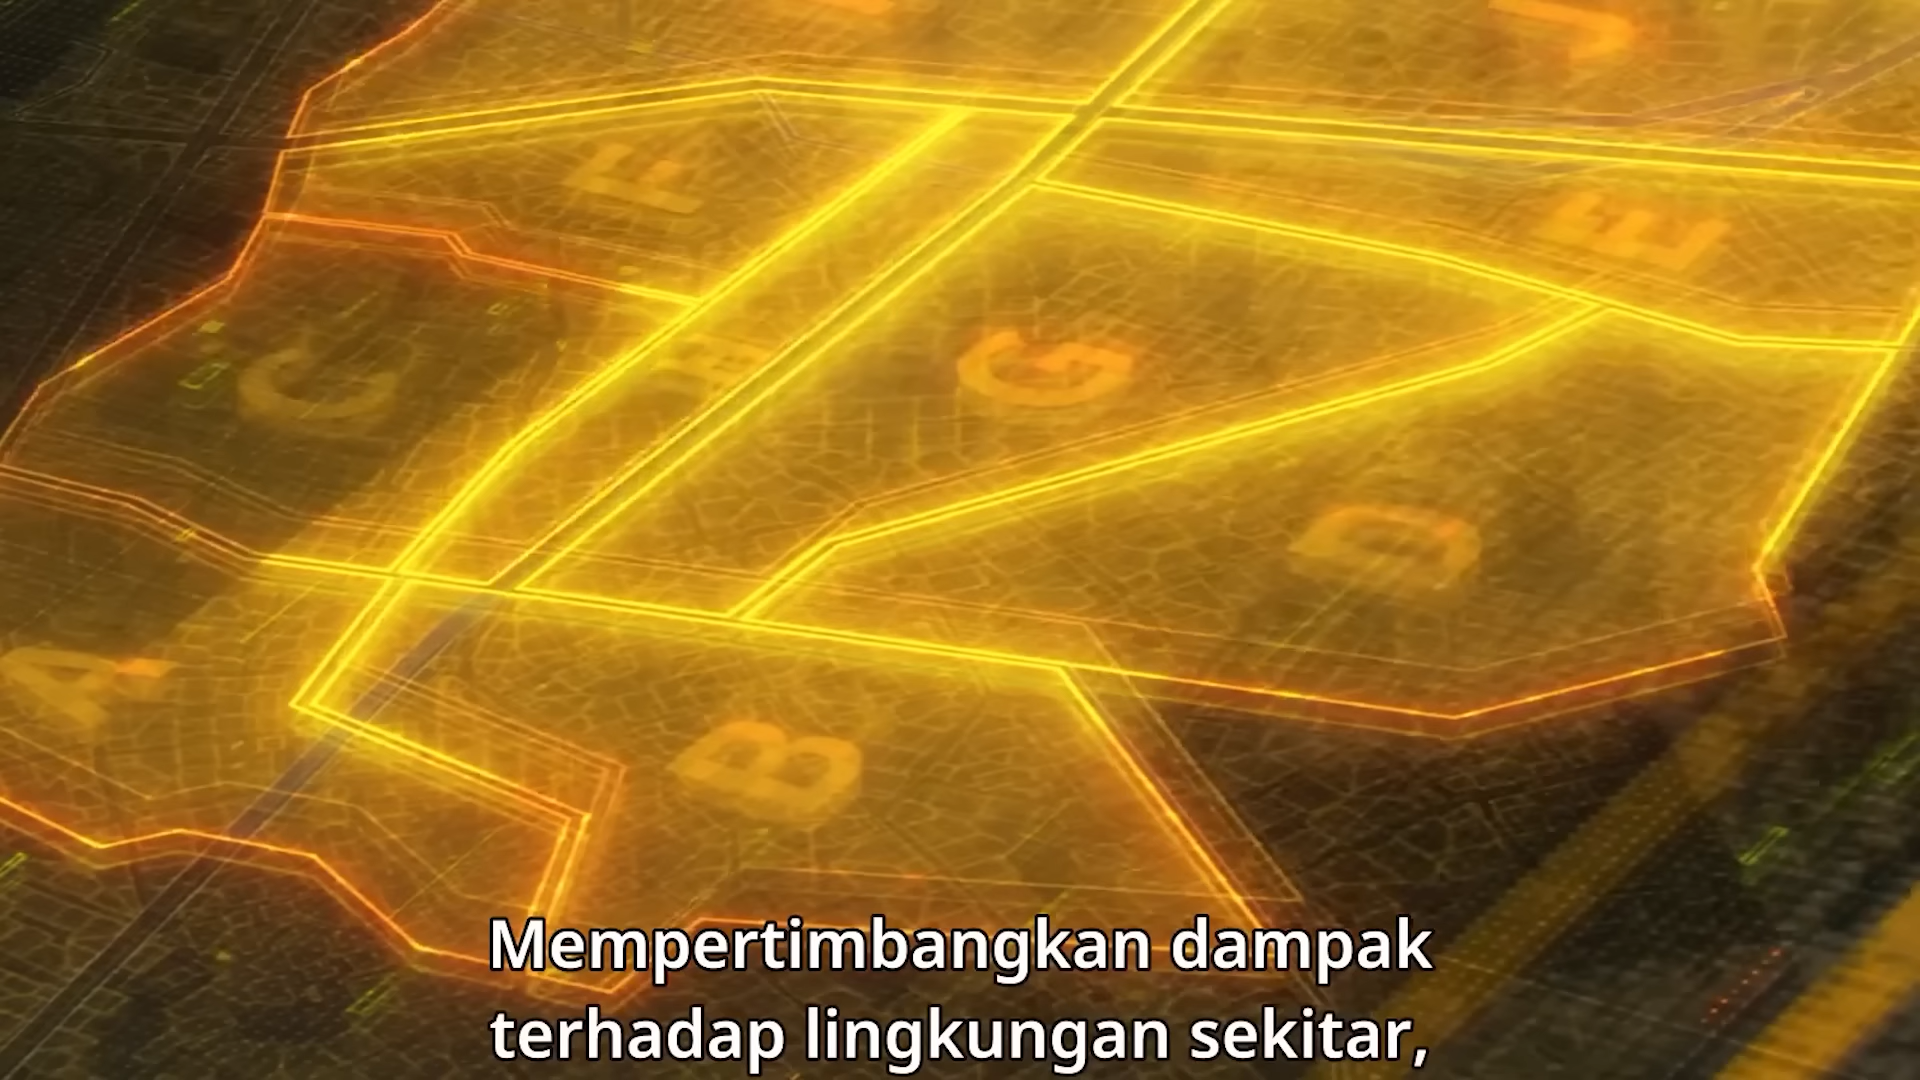 J
F
E
C
H
G
D
A
B
Mempertimbangkan dampak
terhadap lingkungan sekitar,